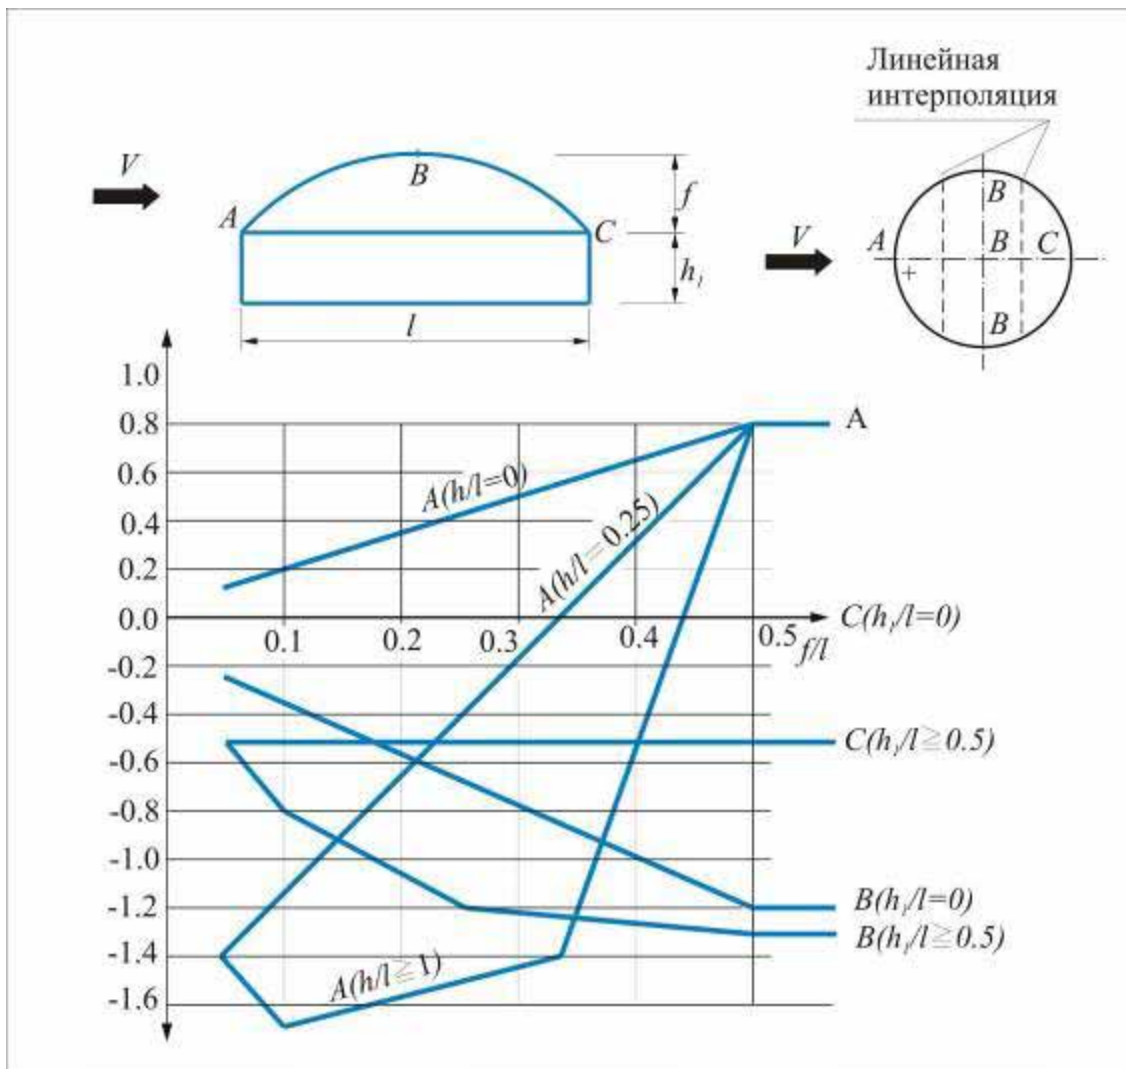 Линейная
интерполяция
V
B
f
A
C
h₁
l
V
A
B
B
C
B
+
1.0
0.8
0.6
0.4
0.2
0.0
-0.2
-0.4
-0.6
-0.8
-1.0
-1.2
-1.4
-1.6
0.1
0.2
0.3
0.4
0.5
f/l
A(h/l=0)
A(h/l=0.25)
A(h/l≧1)
A
C(h₁/l=0)
C(h₁/l≧0.5)
B(h₁/l=0)
B(h₁/l≧0.5)